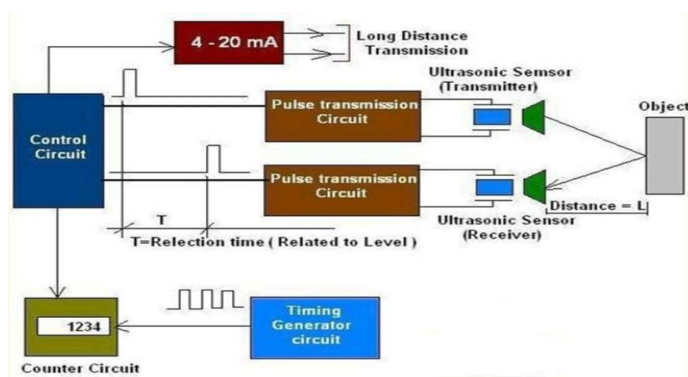 4 - 20 mA
Long Distance
Transmission
Ultrasonic Semsor
(Transmitter)
Pulse transmission
Circuit
Object
Control
Circuit
Pulse transmission
Circuit
T
Distance = L
Ultrasonic Sensor
(Receiver)
T=Relection time ( Related to Level )
1234
Timing
Generator
circuit
Counter Circuit